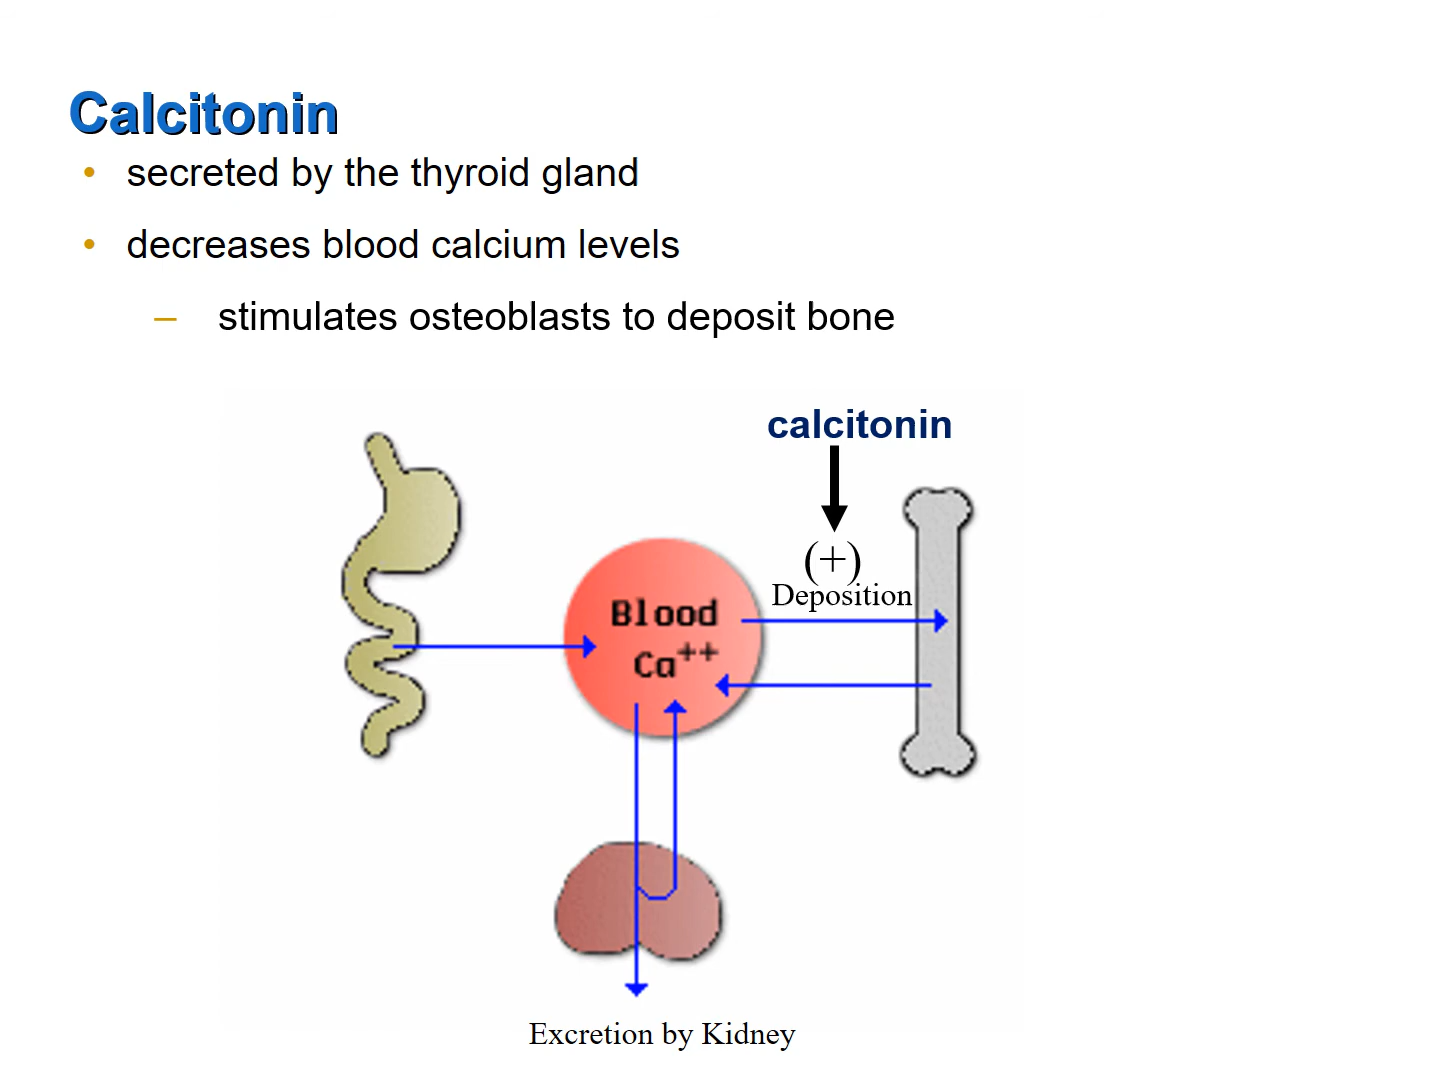 Calcitonin
• secreted by the thyroid gland
• decreases blood calcium levels
– stimulates osteoblasts to deposit bone
calcitonin
(+)
Deposition
Blood
Ca++
Excretion by Kidney